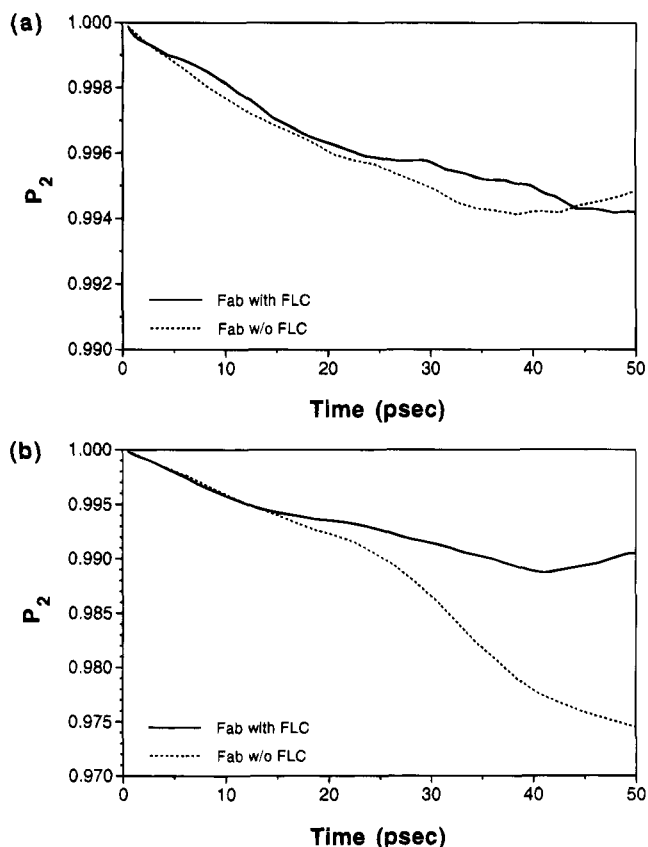 (a)
1.000
0.998
0.996
0.994
0.992
0.990
P2
Fab with FLC
Fab w/o FLC
0 10 20 30 40 50
Time (psec)
(b)
1.000
0.995
0.990
0.985
0.980
0.975
0.970
P2
Fab with FLC
Fab w/o FLC
0 10 20 30 40 50
Time (psec)